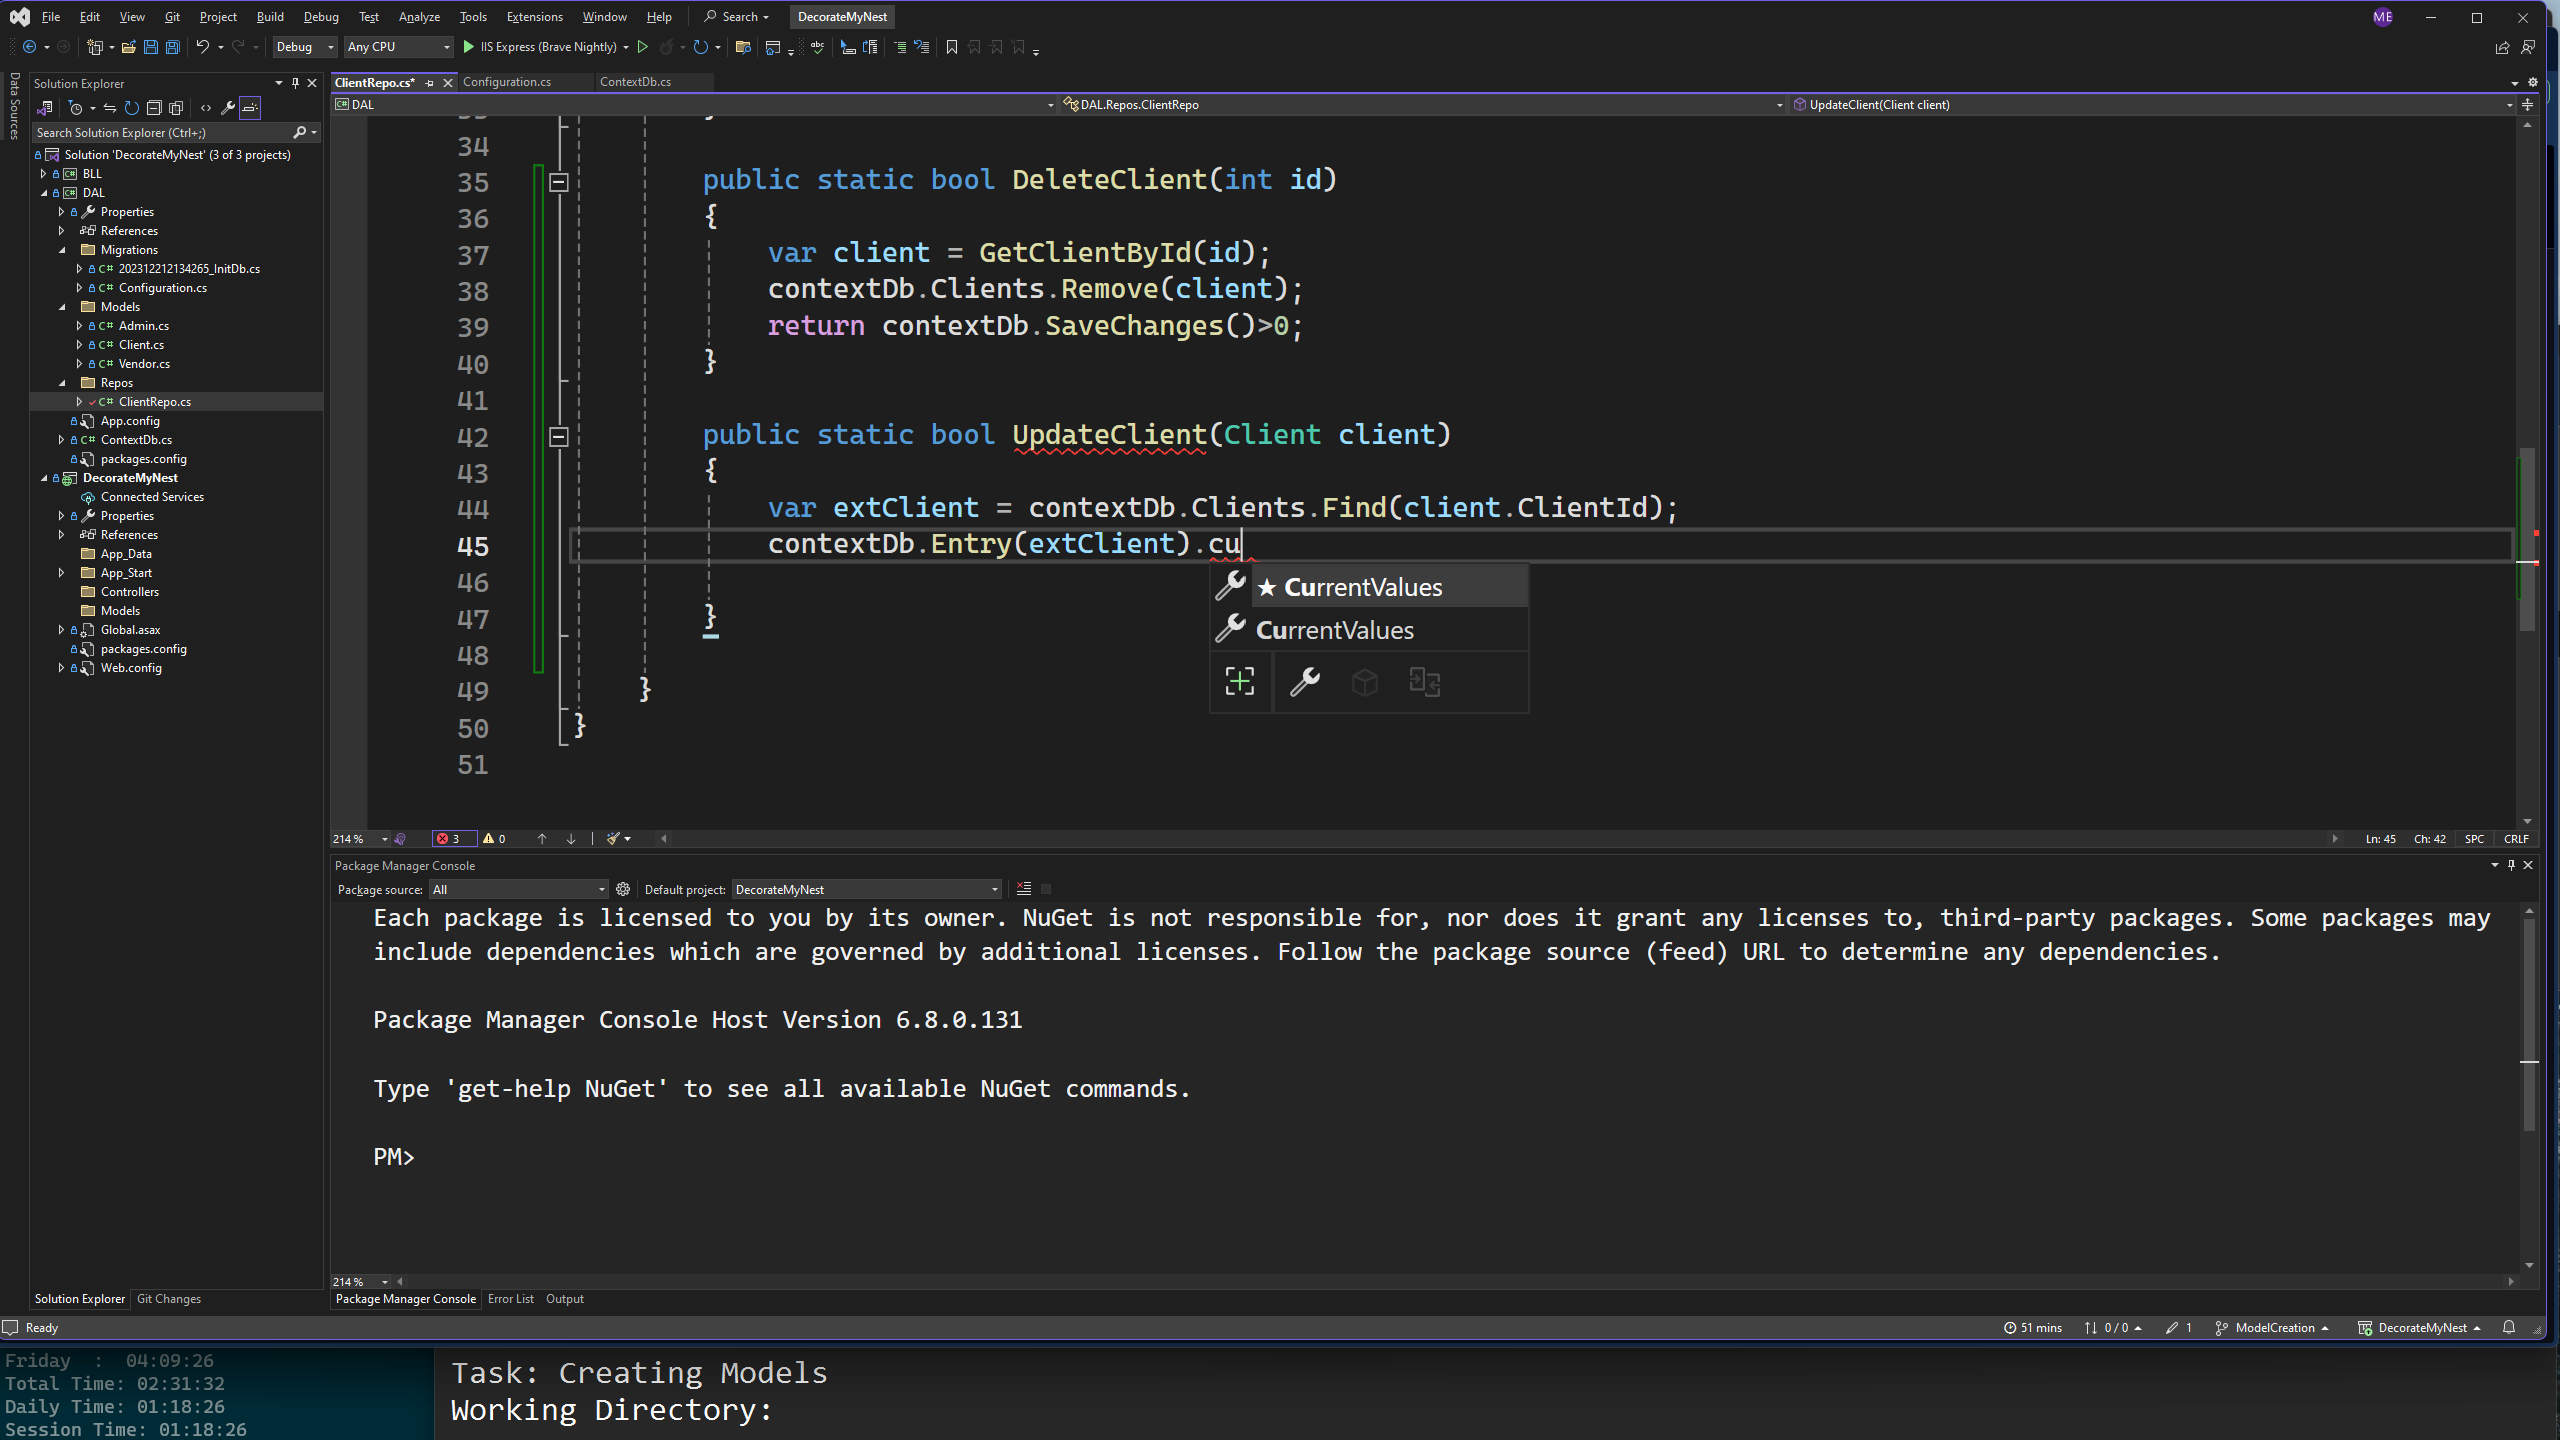 File Edit View Git Project Build Debug Test Analyze Tools Extensions Window Help Search DecorateMyNest ME
Debug Any CPU IIS Express (Brave Nightly)
Data Sources
Solution Explorer
Search Solution Explorer (Ctrl+;)
Solution 'DecorateMyNest' (3 of 3 projects)
BLL
DAL
Properties
References
Migrations
202312212134265_InitDb.cs
Configuration.cs
Models
Admin.cs
Client.cs
Vendor.cs
Repos
ClientRepo.cs
App.config
ContextDb.cs
packages.config
DecorateMyNest
Connected Services
Properties
References
App_Data
App_Start
Controllers
Models
Global.asax
packages.config
Web.config
Solution Explorer Git Changes
ClientRepo.cs* Configuration.cs ContextDb.cs
DAL DAL.Repos.ClientRepo UpdateClient(Client client)
34
35 public static bool DeleteClient(int id)
36 {
37 var client = GetClientById(id);
38 contextDb.Clients.Remove(client);
39 return contextDb.SaveChanges()>0;
40 }
41
42 public static bool UpdateClient(Client client)
43 {
44 var extClient = contextDb.Clients.Find(client.ClientId);
45 contextDb.Entry(extClient).cu
46 ★ CurrentValues
47 } CurrentValues
48
49 }
50 }
51
214 % 3 0 Ln: 45 Ch: 42 SPC CRLF
Package Manager Console
Package source: All Default project: DecorateMyNest
Each package is licensed to you by its owner. NuGet is not responsible for, nor does it grant any licenses to, third-party packages. Some packages may
include dependencies which are governed by additional licenses. Follow the package source (feed) URL to determine any dependencies.
Package Manager Console Host Version 6.8.0.131
Type 'get-help NuGet' to see all available NuGet commands.
PM>
214 %
Package Manager Console Error List Output
Ready 51 mins 0 / 0 1 ModelCreation DecorateMyNest
Friday : 04:09:26
Total Time: 02:31:32
Daily Time: 01:18:26
Session Time: 01:18:26
Task: Creating Models
Working Directory: